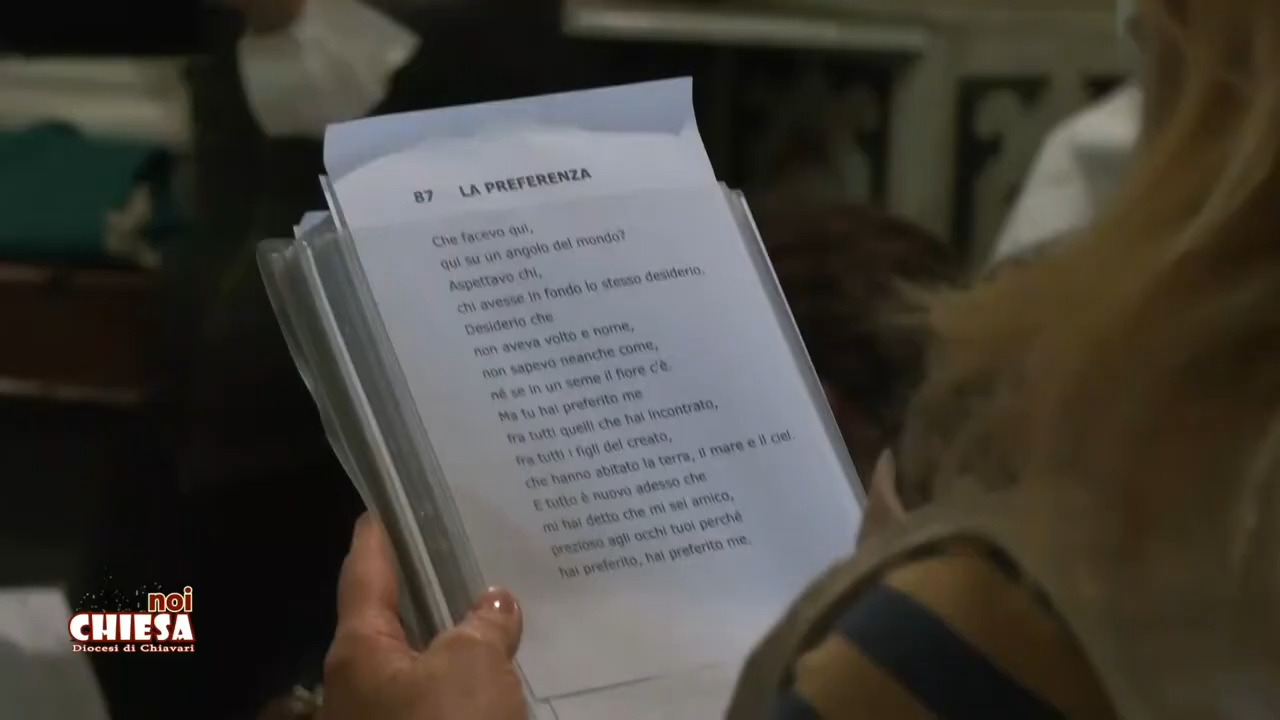 87 LA PREFERENZA
Che facevo qui,
qui su un angolo del mondo?
Aspettavo chi,
chi avesse in fondo lo stesso desiderio.
Desiderio che
non aveva volto e nome,
non sapevo neanche come,
né se in un seme il fiore c'è.
Ma tu hai preferito me
fra tutti quelli che hai incontrato,
fra tutti i figli del creato,
che hanno abitato la terra, il mare e il ciel.
E tutto è nuovo adesso che
mi hai detto che mi sei amico,
prezioso agli occhi tuoi perché
hai preferito, hai preferito me.
noi
CHIESA
Diocesi di Chiavari